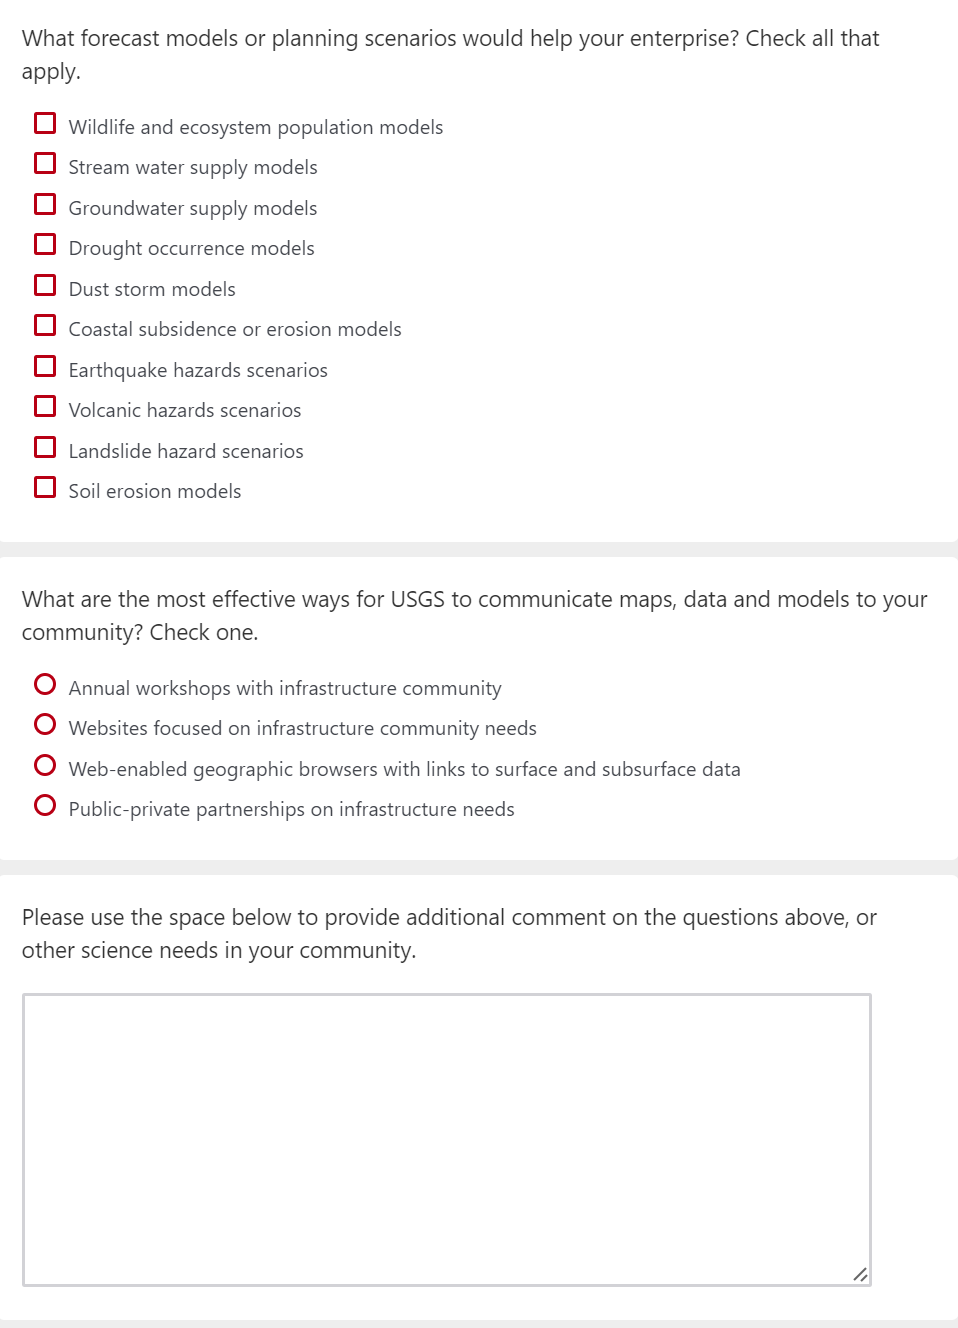 What forecast models or planning scenarios would help your enterprise? Check all that
apply.
Wildlife and ecosystem population models
Stream water supply models
Groundwater supply models
Drought occurrence models
Dust storm models
Coastal subsidence or erosion models
Earthquake hazards scenarios
Volcanic hazards scenarios
Landslide hazard scenarios
Soil erosion models
What are the most effective ways for USGS to communicate maps, data and models to your
community? Check one.
Annual workshops with infrastructure community
Websites focused on infrastructure community needs
Web-enabled geographic browsers with links to surface and subsurface data
Public-private partnerships on infrastructure needs
Please use the space below to provide additional comment on the questions above, or
other science needs in your community.